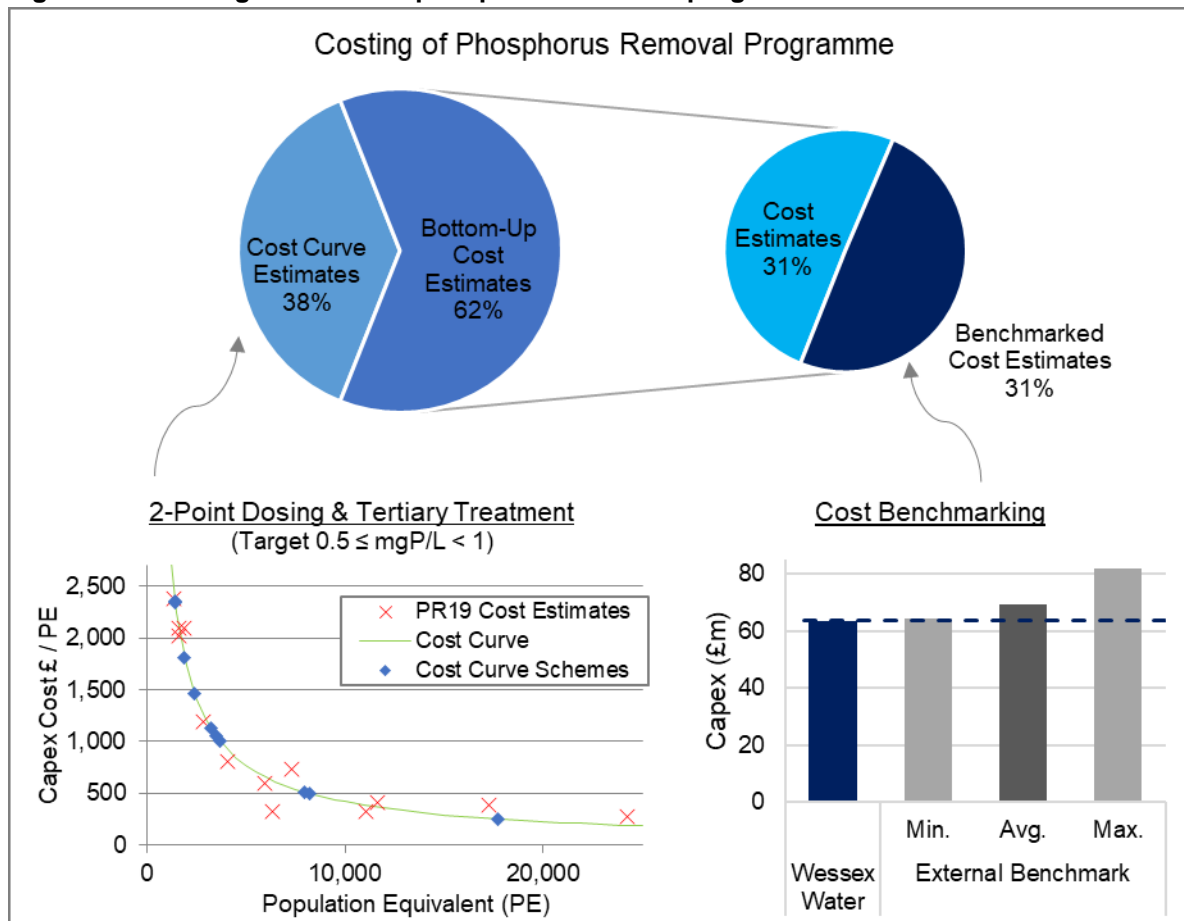 Costing of Phosphorus Removal Programme
Cost Curve
Estimates
38%
Bottom-Up
Cost
Estimates
62%
Cost
Estimates
31%
Benchmarked
Cost Estimates
31%
2-Point Dosing & Tertiary Treatment
(Target 0.5 ≤ mgP/L < 1)
Capex Cost £ / PE
2,500
2,000
1,500
1,000
500
0
PR19 Cost Estimates
Cost Curve
Cost Curve Schemes
0
10,000
20,000
Population Equivalent (PE)
Cost Benchmarking
Capex (£m)
80
60
40
20
0
Min.
Avg.
Max.
Wessex
Water
External Benchmark